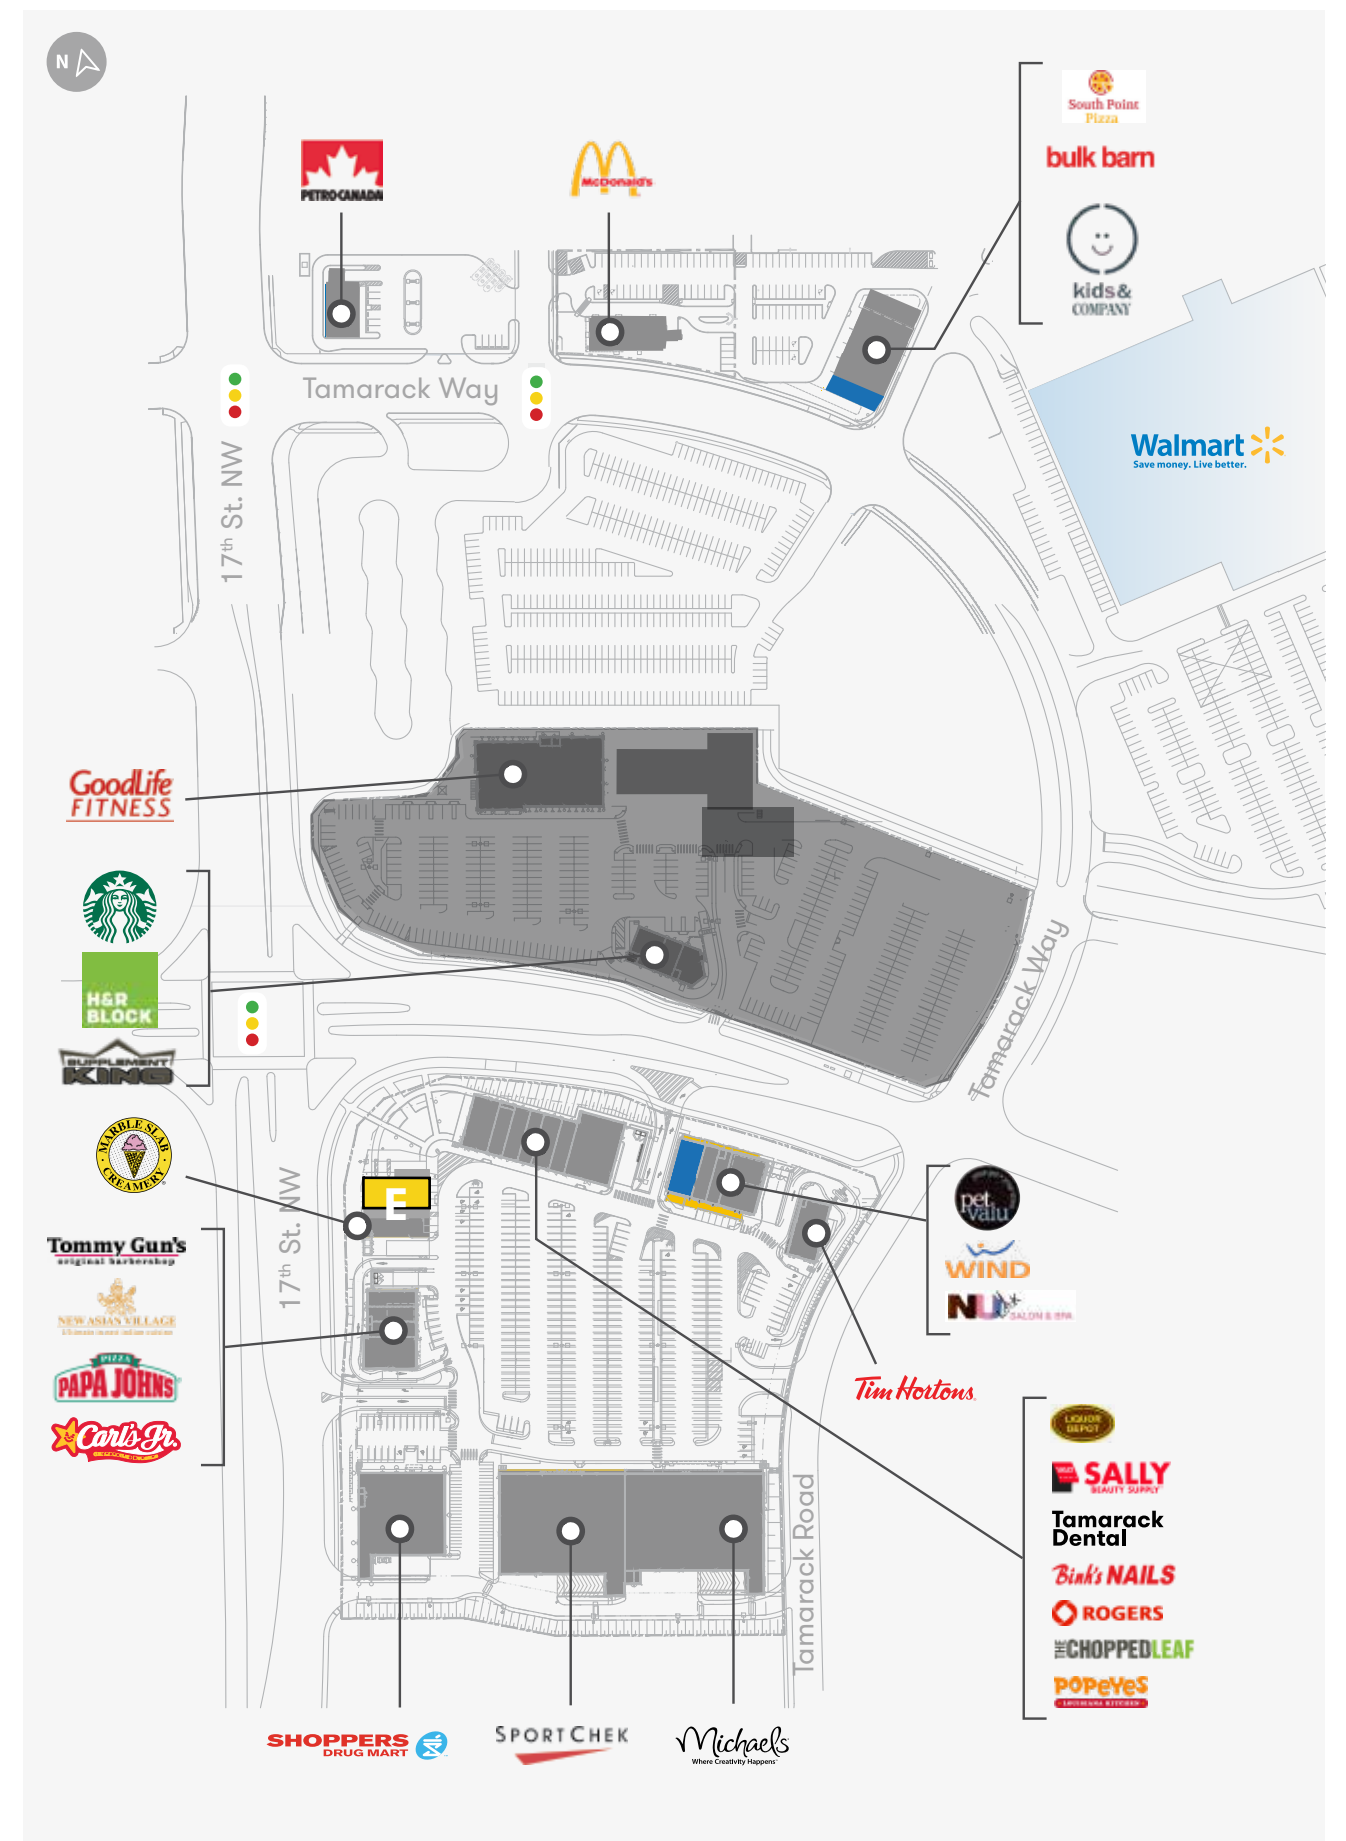 N
South Point
Pizza
bulk barn
kids&
COMPANY
PETRO CANADA
McDonald's
Tamarack Way
17th St. NW
Walmart
Save money. Live better.
GoodLife
FITNESS
H&R
BLOCK
SUPPLEMENT
KING
Tamarack Way
MARBLE SLAB
CREAMERY
E
17th St. NW
Tommy Gun's
original barbershop
NEW ASIAN VILLAGE
PIZZA
PAPA JOHNS
Carl's Jr.
pet
valu
WIND
NU
SALON & SPA
Tim Hortons
LIQUOR
DEPOT
SALLY
BEAUTY SUPPLY
Tamarack
Dental
Bink's NAILS
ROGERS
THE CHOPPED LEAF
POPEYES
LOUISIANA KITCHEN
Tamarack Road
SHOPPERS
DRUG MART
SPORT CHEK
Michaels
Where Creativity Happens